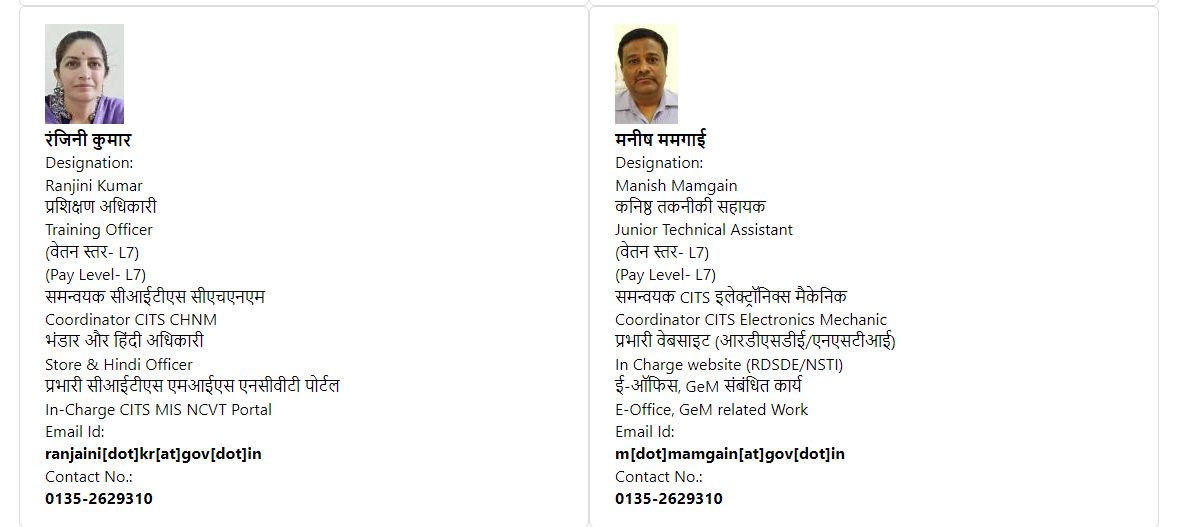 रंजिनी कुमार
Designation:
Ranjini Kumar
प्रशिक्षण अधिकारी
Training Officer
(वेतन स्तर- L7)
(Pay Level- L7)
समन्वयक सीआईटीएस सीएचएनएम
Coordinator CITS CHNM
भंडार और हिंदी अधिकारी
Store & Hindi Officer
प्रभारी सीआईटीएस एमआईएस एनसीवीटी पोर्टल
In-Charge CITS MIS NCVT Portal
Email Id:
ranjaini[dot]kr[at]gov[dot]in
Contact No.:
0135-2629310
मनीष ममगाई
Designation:
Manish Mamgain
कनिष्ठ तकनीकी सहायक
Junior Technical Assistant
(वेतन स्तर- L7)
(Pay Level- L7)
समन्वयक CITS इलेक्ट्रॉनिक्स मैकेनिक
Coordinator CITS Electronics Mechanic
प्रभारी वेबसाइट (आरडीएसडीई/एनएसटीआई)
In Charge website (RDSDE/NSTI)
ई-ऑफिस, GeM संबंधित कार्य
E-Office, GeM related Work
Email Id:
m[dot]mamgain[at]gov[dot]in
Contact No.:
0135-2629310